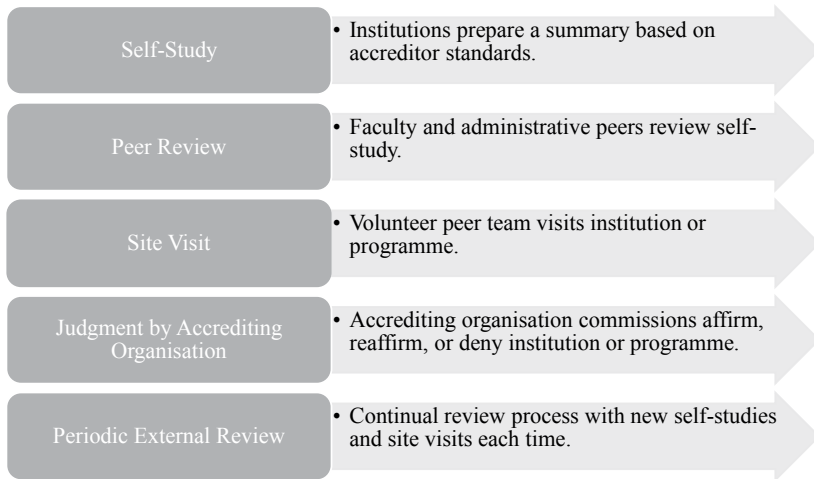 Self-Study
• Institutions prepare a summary based on
accreditor standards.
Peer Review
• Faculty and administrative peers review self-
study.
Site Visit
• Volunteer peer team visits institution or
programme.
Judgment by Accrediting
Organisation
• Accrediting organisation commissions affirm,
reaffirm, or deny institution or programme.
Periodic External Review
• Continual review process with new self-studies
and site visits each time.